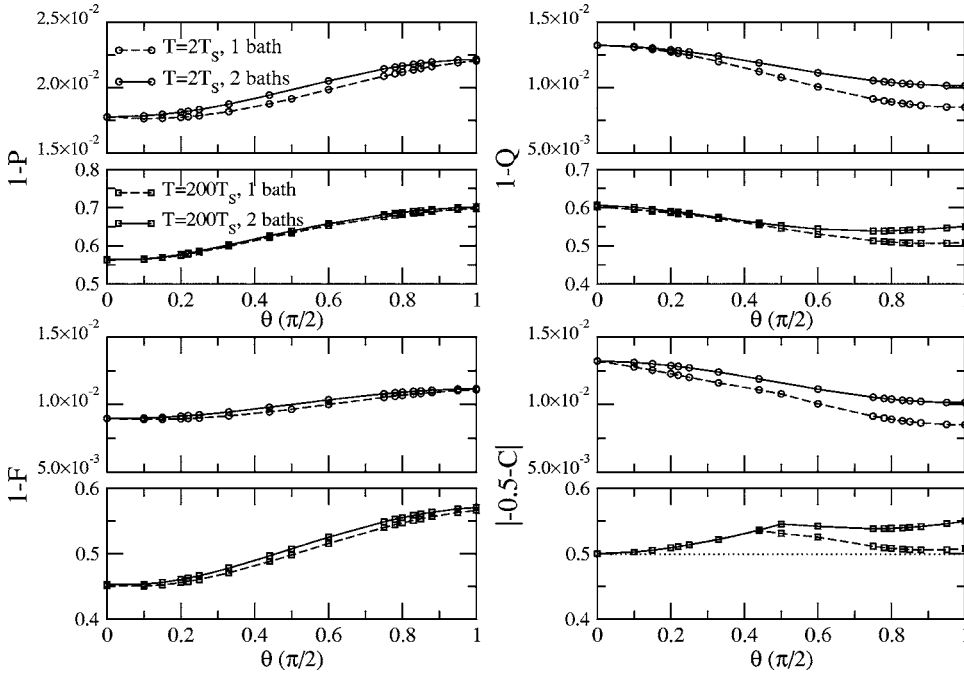 2.5×10⁻²
2.0×10⁻²
1.5×10⁻²
T=2T_S, 1 bath
T=2T_S, 2 baths
0.8
0.7
0.6
0.5
T=200T_S, 1 bath
T=200T_S, 2 baths
1-P
0 0.2 0.4 0.6 0.8 1
θ (π/2)
1.5×10⁻²
1.0×10⁻²
5.0×10⁻³
0.7
0.6
0.5
0.4
1-Q
0 0.2 0.4 0.6 0.8 1
θ (π/2)
1.5×10⁻²
1.0×10⁻²
5.0×10⁻³
0.6
0.5
0.4
1-F
0 0.2 0.4 0.6 0.8 1
θ (π/2)
1.5×10⁻²
1.0×10⁻²
5.0×10⁻³
0.6
0.5
0.4
|-0.5-C|
0 0.2 0.4 0.6 0.8 1
θ (π/2)